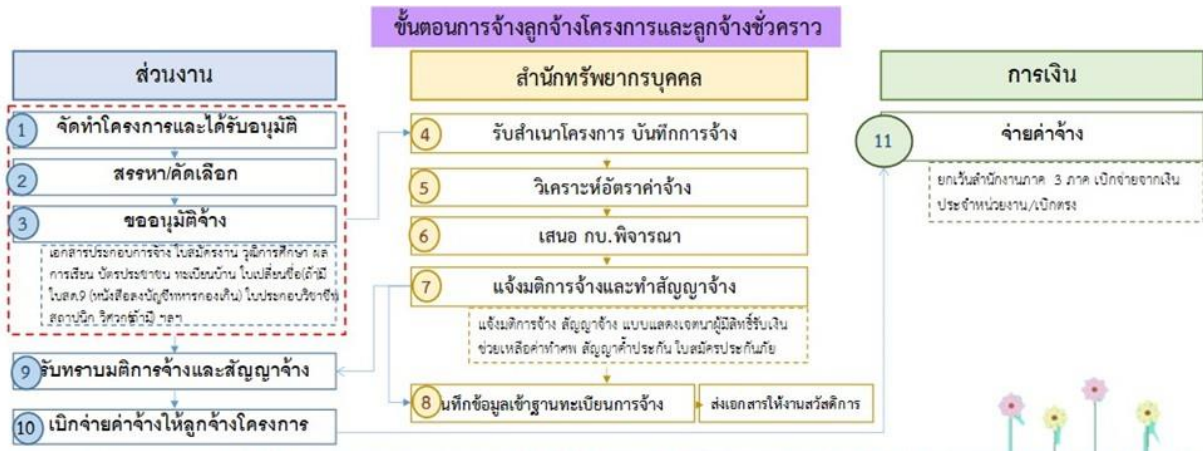 ขั้นตอนการจ้างลูกจ้างโครงการและลูกจ้างชั่วคราว
ส่วนงาน
1 จัดทำโครงการและได้รับอนุมัติ
2 สรรหา/คัดเลือก
3 ขออนุมัติจ้าง
เอกสารประกอบการจ้าง ใบสมัครงาน วุฒิการศึกษา ผล
การเรียน บัตรประชาชน ทะเบียนบ้าน ใบเปลี่ยนชื่อ(ถ้ามี)
ใบสด.9 (หนังสือลงบัญชีทหารกองเกิน) ใบประกอบวิชาชีพ
สถาปนิก วิศวกร(ถ้ามี) ฯลฯ
9 รับทราบมติการจ้างและสัญญาจ้าง
10 เบิกจ่ายค่าจ้างให้ลูกจ้างโครงการ
สำนักทรัพยากรบุคคล
4 รับสำเนาโครงการ บันทึกการจ้าง
5 วิเคราะห์อัตราค่าจ้าง
6 เสนอ กบ.พิจารณา
7 แจ้งมติการจ้างและทำสัญญาจ้าง
แจ้งมติการจ้าง สัญญาจ้าง แบบแสดงเจตนาผู้มีสิทธิ์รับเงิน
ช่วยเหลือค่าทำศพ สัญญาค้ำประกัน ใบสมัครประกันภัย
8 นทึกข้อมูลเข้าฐานทะเบียนการจ้าง
ส่งเอกสารให้งานสวัสดิการ
การเงิน
11 จ่ายค่าจ้าง
ยกเว้นสำนักงานภาค 3 ภาค เบิกจ่ายจากเงิน
ประจำหน่วยงาน/เบิกตรง